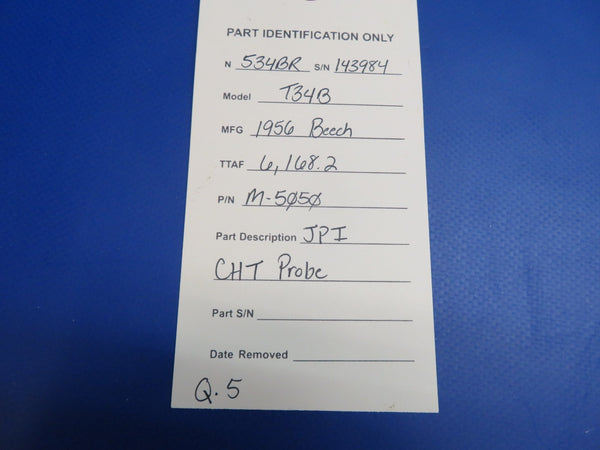 PART IDENTIFICATION ONLY
N 534BR S/N 143984
Model T34B
MFG 1956 Beech
TTAF 6,168.2
P/N M-5050
Part Description JPI
CHT Probe
Part S/N
Date Removed
Q.5